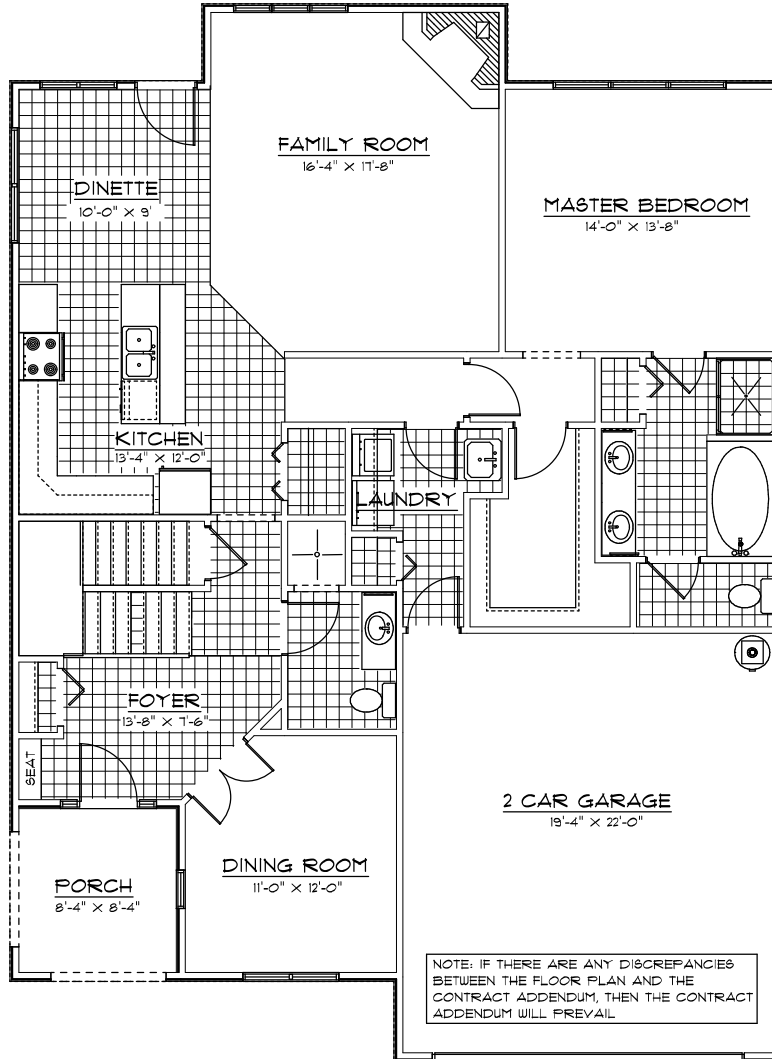 FAMILY ROOM
16'-4" X 17'-8"
DINETTE
10'-0" X 9'
MASTER BEDROOM
14'-0" X 13'-8"
KITCHEN
13'-4" X 12'-0"
LAUNDRY
FOYER
13'-8" X 7'-6"
SEAT
2 CAR GARAGE
19'-4" X 22'-0"
DINING ROOM
11'-0" X 12'-0"
PORCH
8'-4" X 8'-4"
NOTE: IF THERE ARE ANY DISCREPANCIES
BETWEEN THE FLOOR PLAN AND THE
CONTRACT ADDENDUM, THEN THE CONTRACT
ADDENDUM WILL PREVAIL